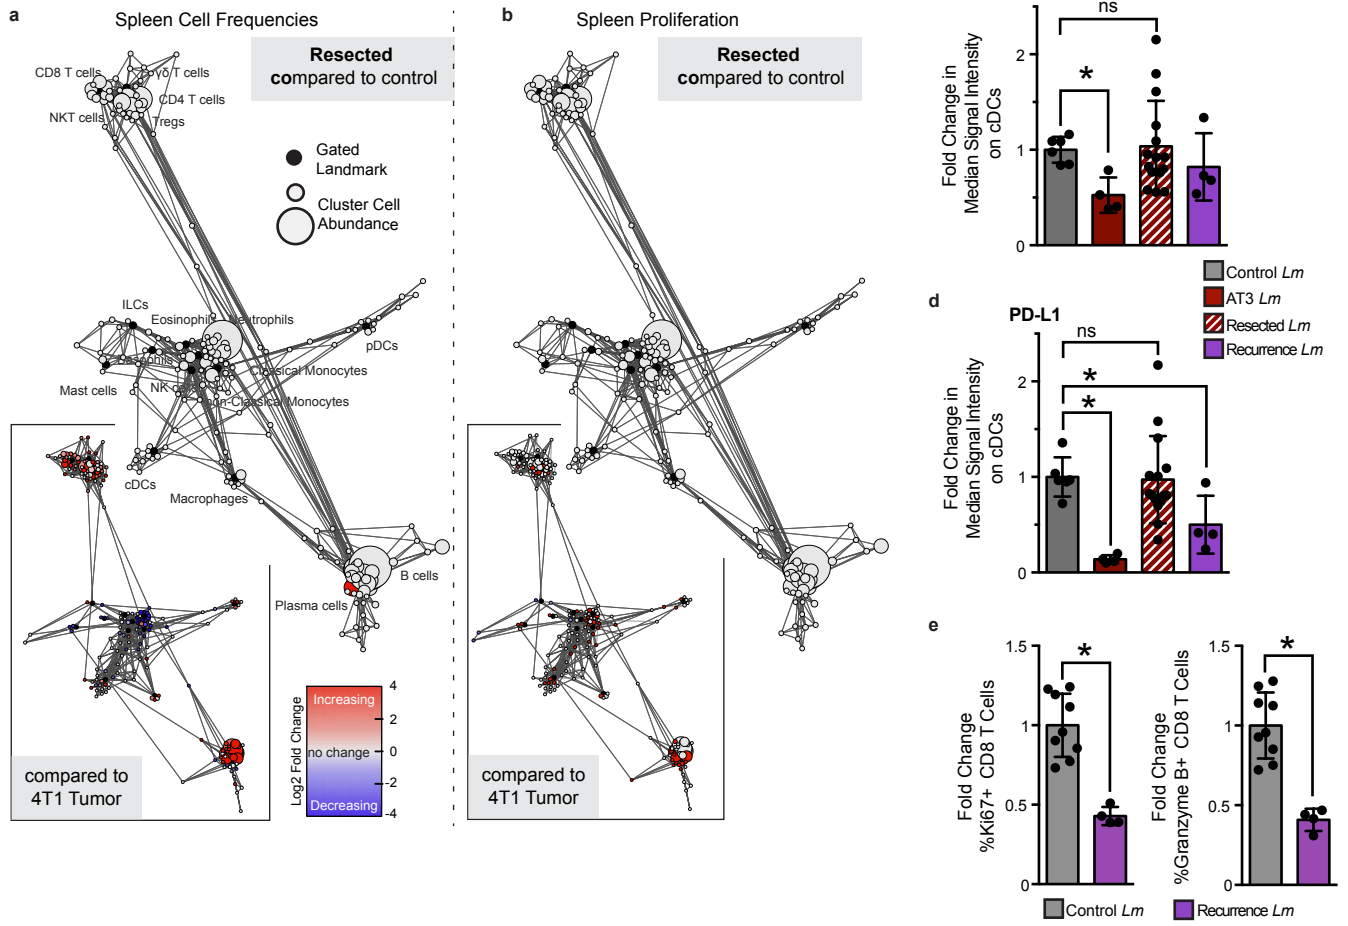 a
Spleen Cell Frequencies
Resected
compared to control
CD8 T cells
γδ T cells
CD4 T cells
NKT cells
Tregs
Gated
Landmark
Cluster Cell
Abundance
ILCs
Eosinophils
Neutrophils
pDCs
Basophils
Classical Monocytes
Mast cells
NK cells
non-Classical Monocytes
cDCs
Macrophages
B cells
Plasma cells
compared to
4T1 Tumor
Log2 Fold Change
Increasing
no change
Decreasing
4
2
0
-2
-4
b
Spleen Proliferation
Resected
compared to control
compared to
4T1 Tumor
Fold Change in
Median Signal Intensity
on cDCs
2
1
0
ns
*
Control Lm
AT3 Lm
Resected Lm
Recurrence Lm
d
PD-L1
Fold Change in
Median Signal Intensity
on cDCs
2
1
0
ns
*
*
e
Fold Change
%Ki67+ CD8 T Cells
1.5
1
0.5
0
*
Fold Change
%Granzyme B+ CD8 T Cells
1.5
1
0.5
0
*
Control Lm
Recurrence Lm